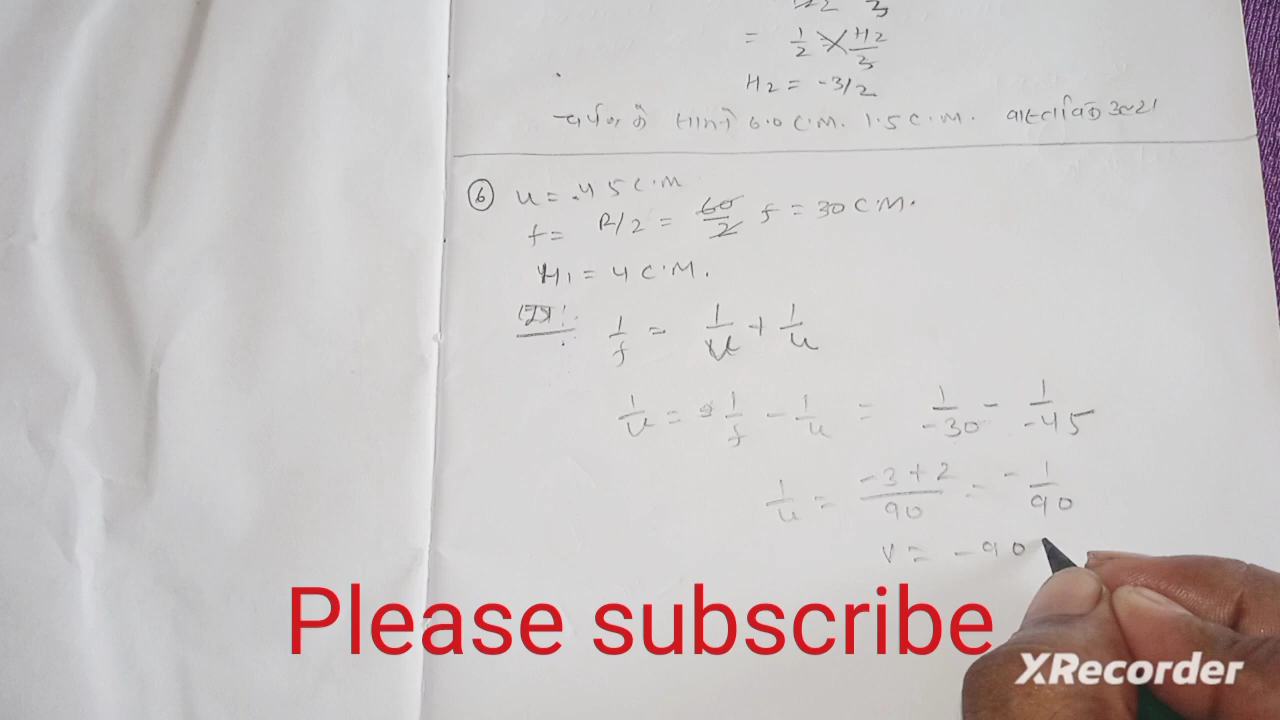 = 1/2 × H2/3
H2 = -3/2
के सामने 6.0 C.M. 1.5 C.M. वास्तविक उल्टा
⑥ u = .45 C.M
f = R/2 = 60/2 f = 30 C.M.
H1 = 4 C.M.
सूत्र:
1/f = 1/v + 1/u
1/v = 1/f - 1/u = 1/-30 - 1/-45
1/u = -3+2/90 = -1/90
v = -90
Please subscribe
XRecorder